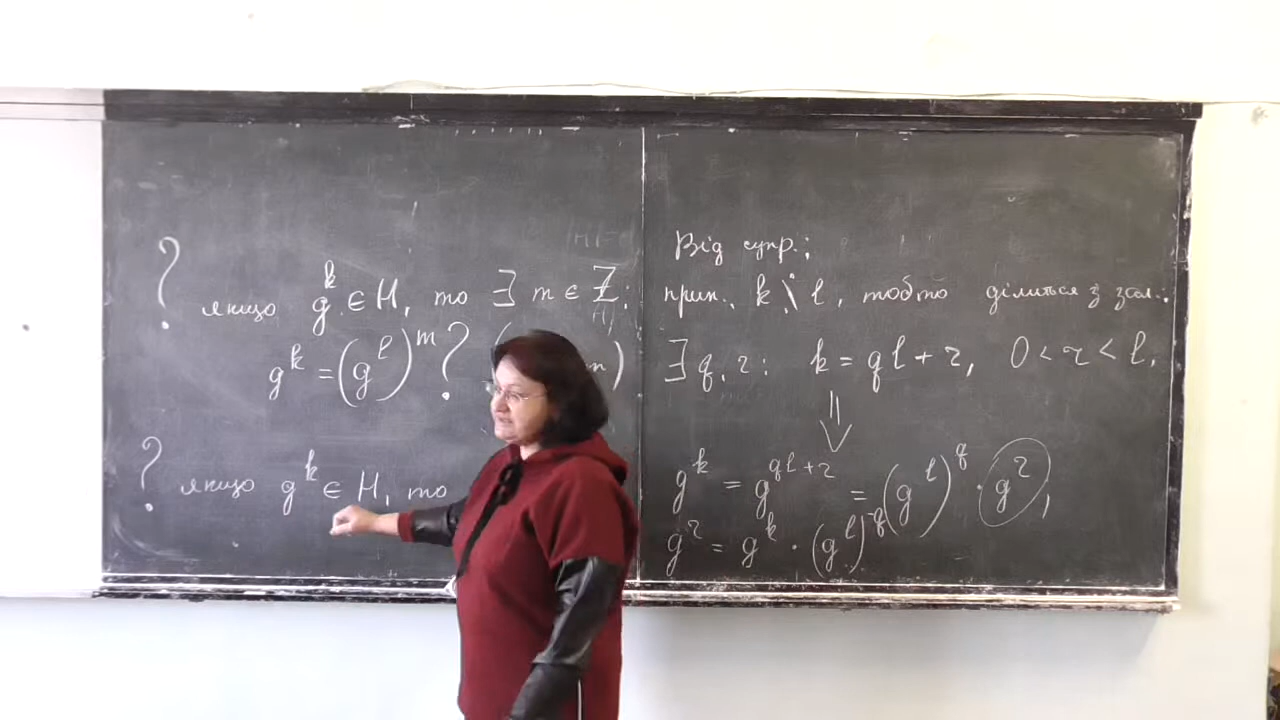 ? якщо g^k ∈ H, то ∃ m ∈ ℤ:
g^k = (g^l)^m ?
? якщо g^k ∈ H, то
Від супр.:
прип., k ⋮̸ l, тобто ділиться з зал.:
∃ q, r: k = ql + r, 0 < r < l,
⇓
g^k = g^{ql+r} = (g^l)^q · g^r,
g^r = g^k · (g^l)^{-q}